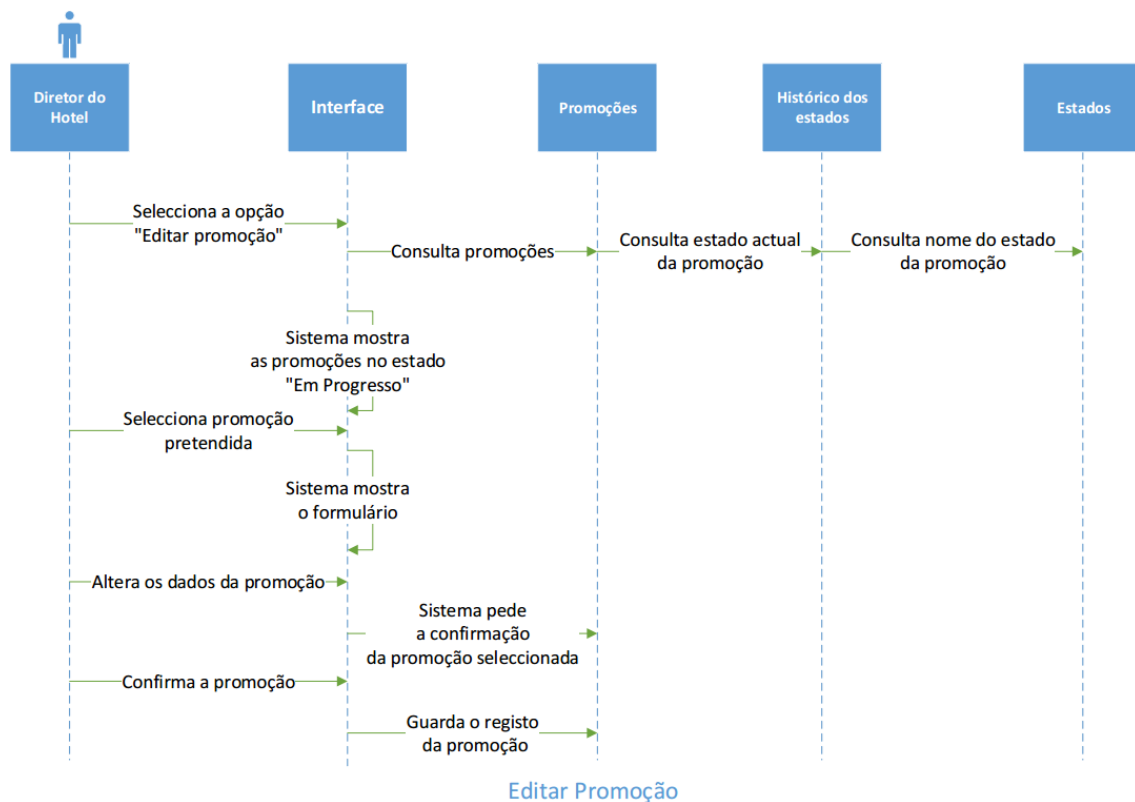 Diretor do
Hotel
Interface
Promoções
Histórico dos
estados
Estados
Selecciona a opção
"Editar promoção"
Consulta promoções
Consulta estado actual
da promoção
Consulta nome do estado
da promoção
Sistema mostra
as promoções no estado
"Em Progresso"
Selecciona promoção
pretendida
Sistema mostra
o formulário
Altera os dados da promoção
Sistema pede
a confirmação
da promoção seleccionada
Confirma a promoção
Guarda o registo
da promoção
Editar Promoção